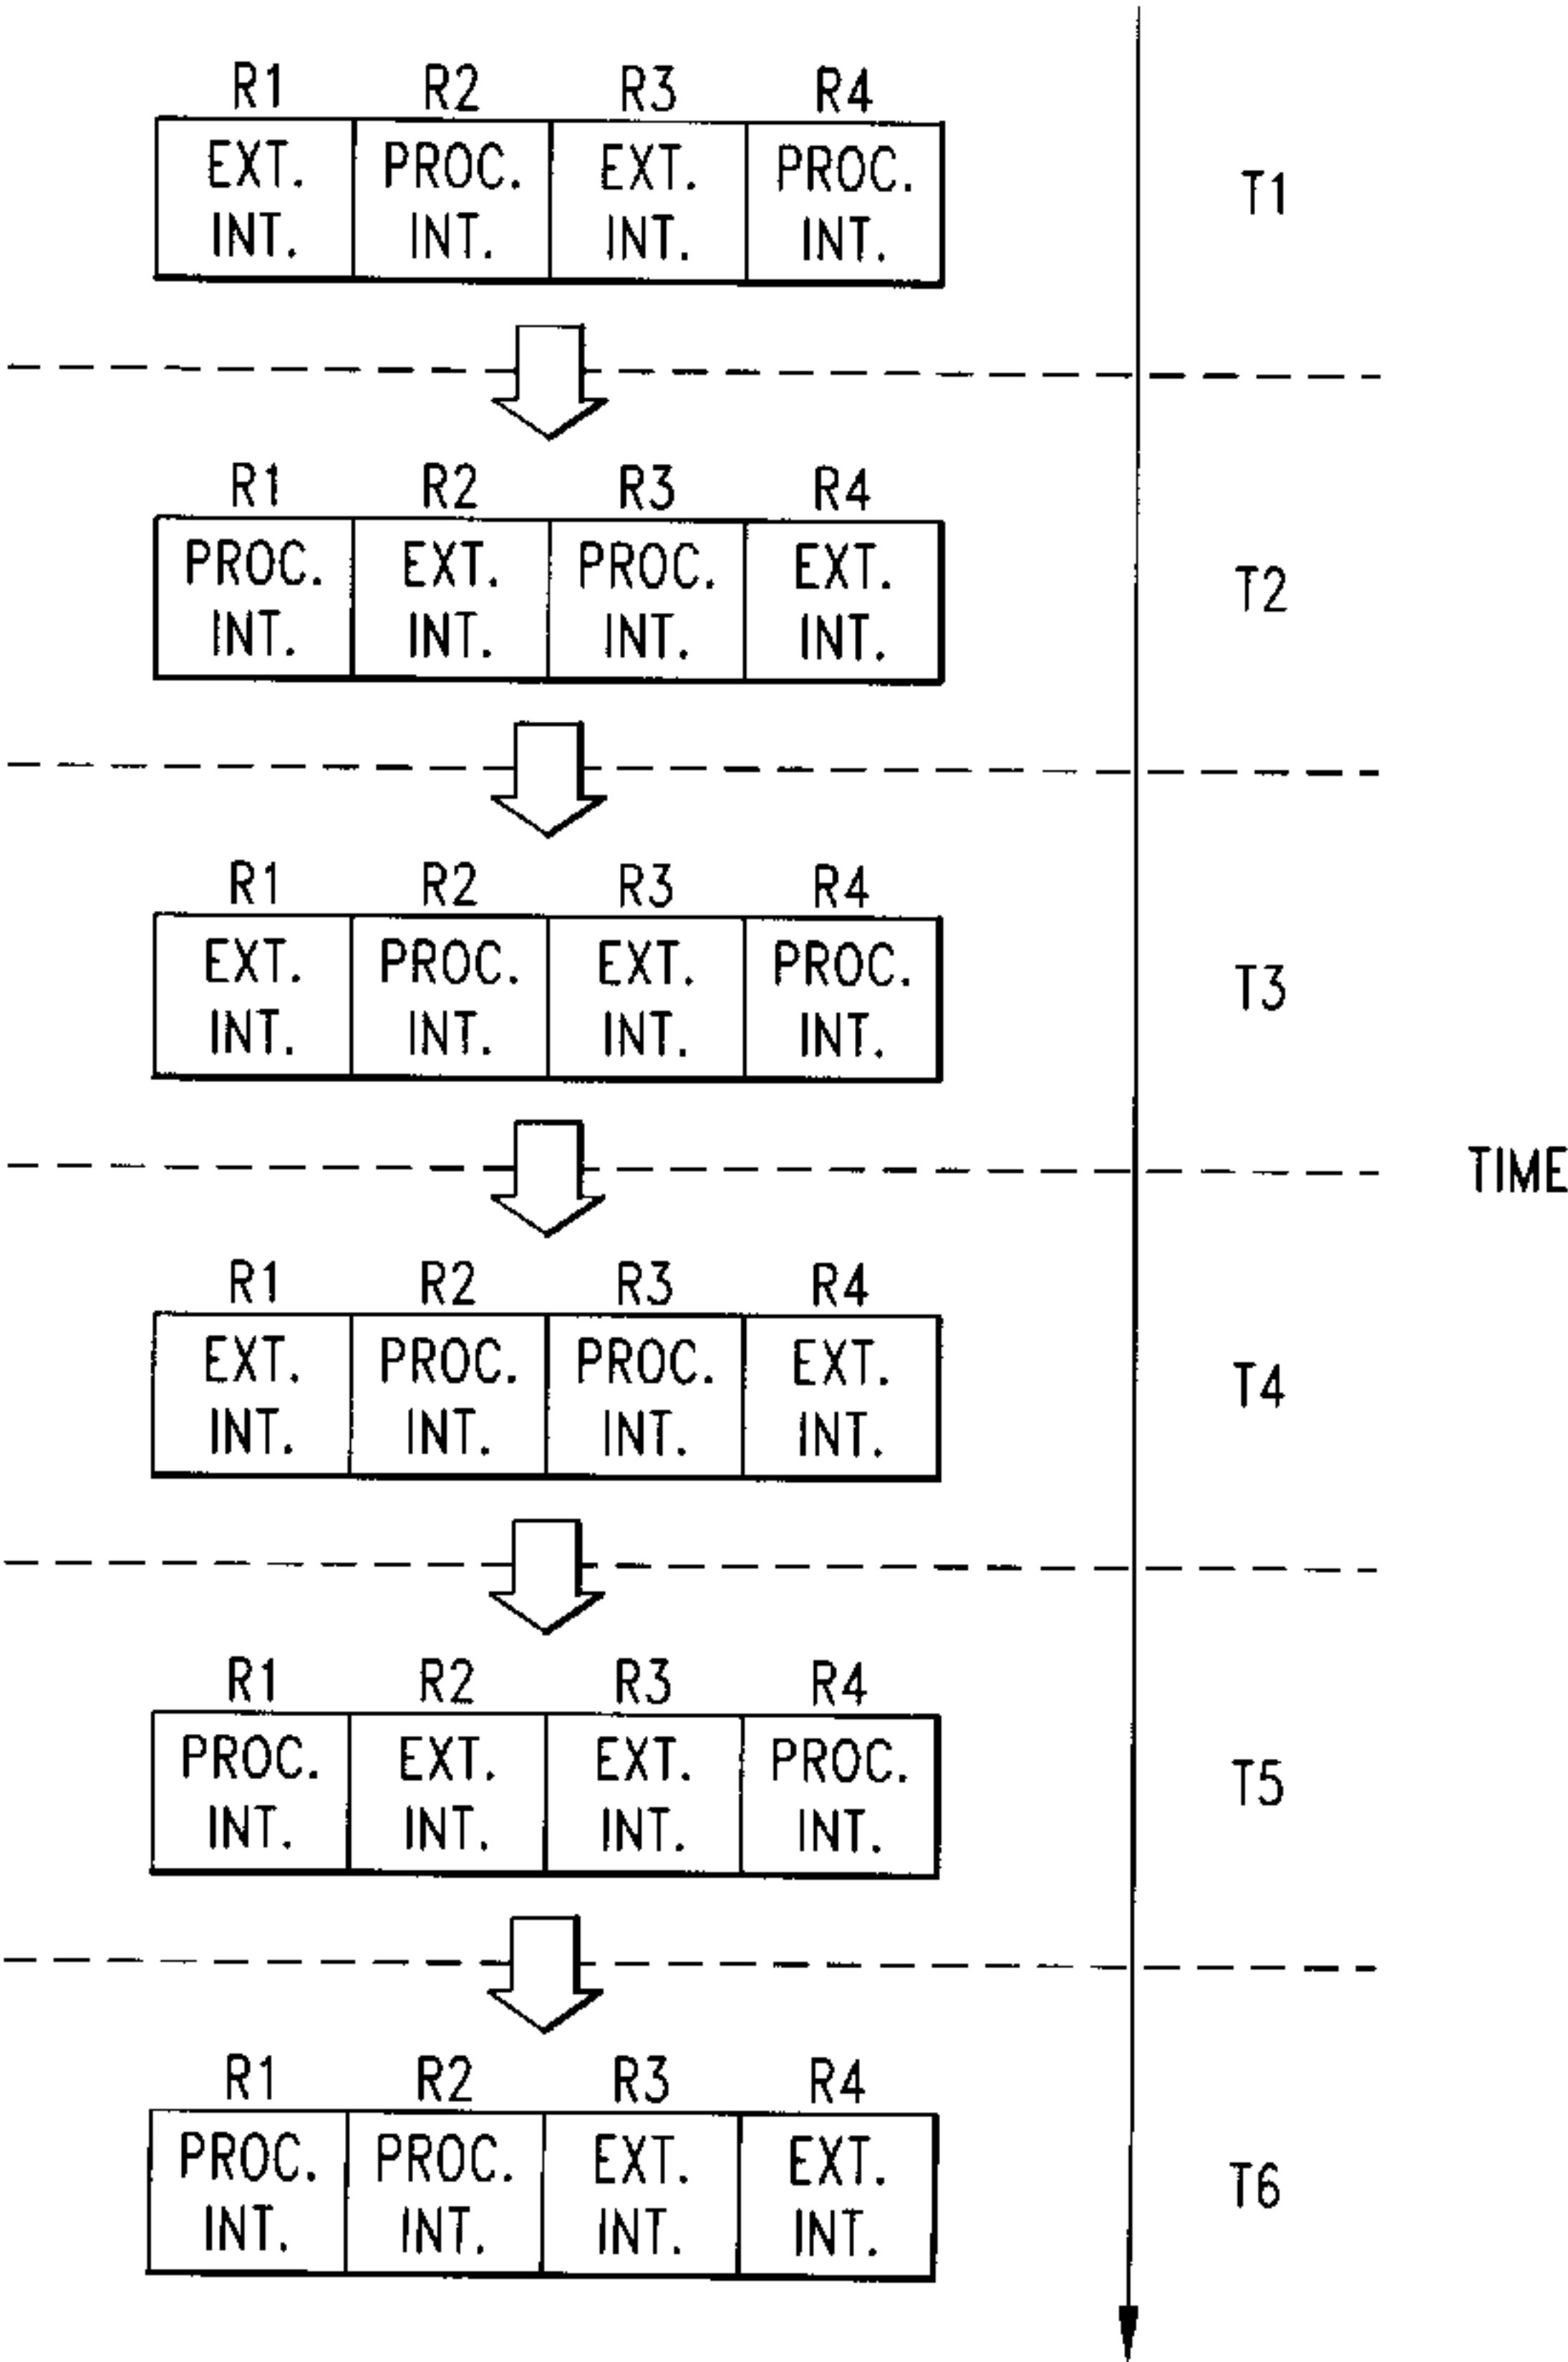 R1 R2 R3 R4
EXT. PROC. EXT. PROC.
INT. INT. INT. INT.
T1
R1 R2 R3 R4
PROC. EXT. PROC. EXT.
INT. INT. INT. INT.
T2
R1 R2 R3 R4
EXT. PROC. EXT. PROC.
INT. INT. INT. INT.
T3
TIME
R1 R2 R3 R4
EXT. PROC. PROC. EXT.
INT. INT. INT. INT.
T4
R1 R2 R3 R4
PROC. EXT. EXT. PROC.
INT. INT. INT. INT.
T5
R1 R2 R3 R4
PROC. PROC. EXT. EXT.
INT. INT. INT. INT.
T6